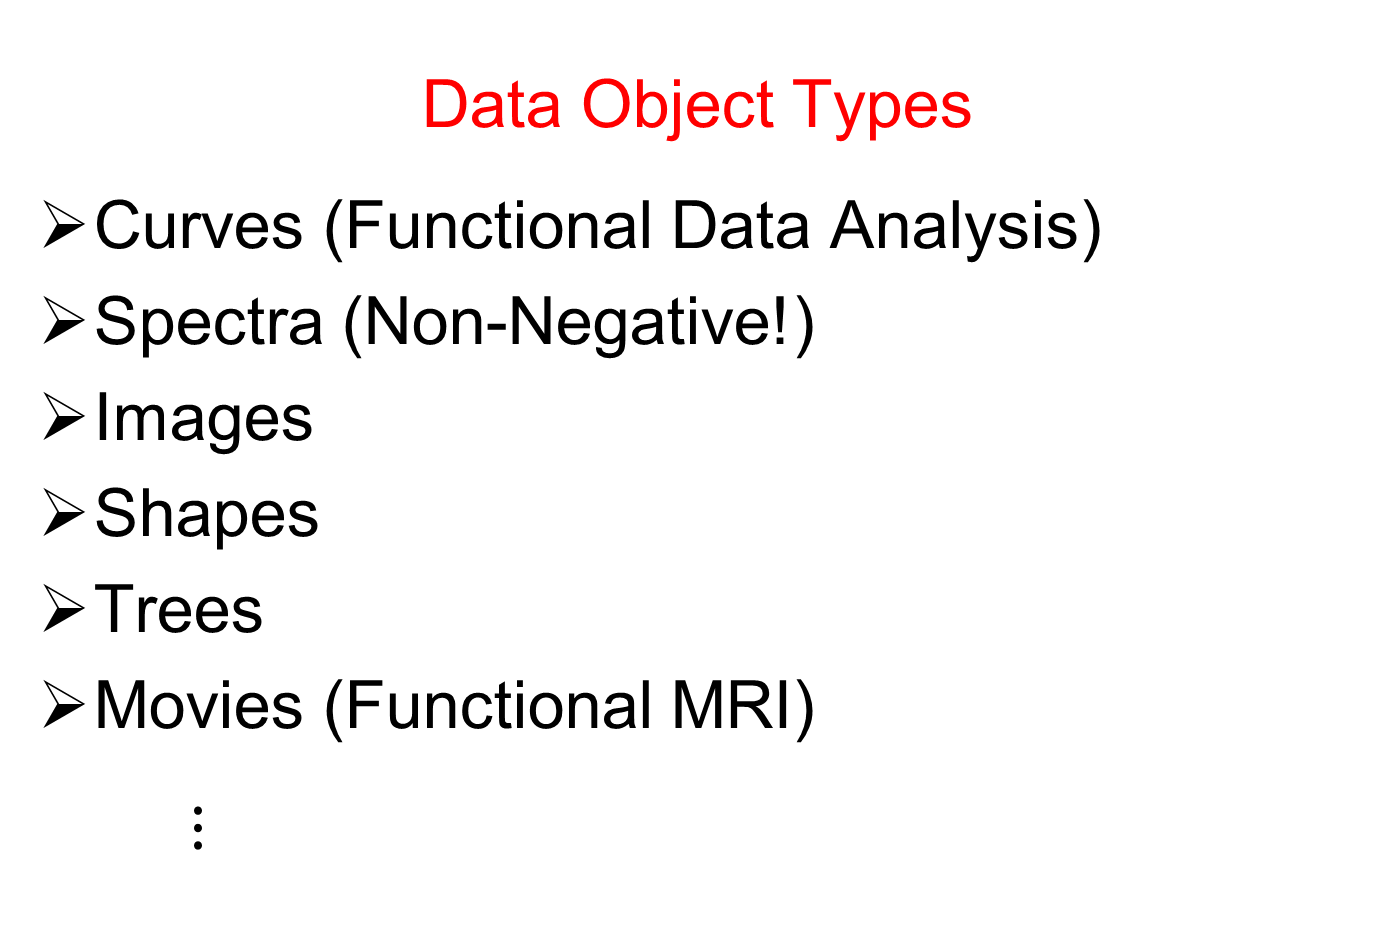 Data Object Types
➢Curves (Functional Data Analysis)
➢Spectra (Non-Negative!)
➢Images
➢Shapes
➢Trees
➢Movies (Functional MRI)
⋮